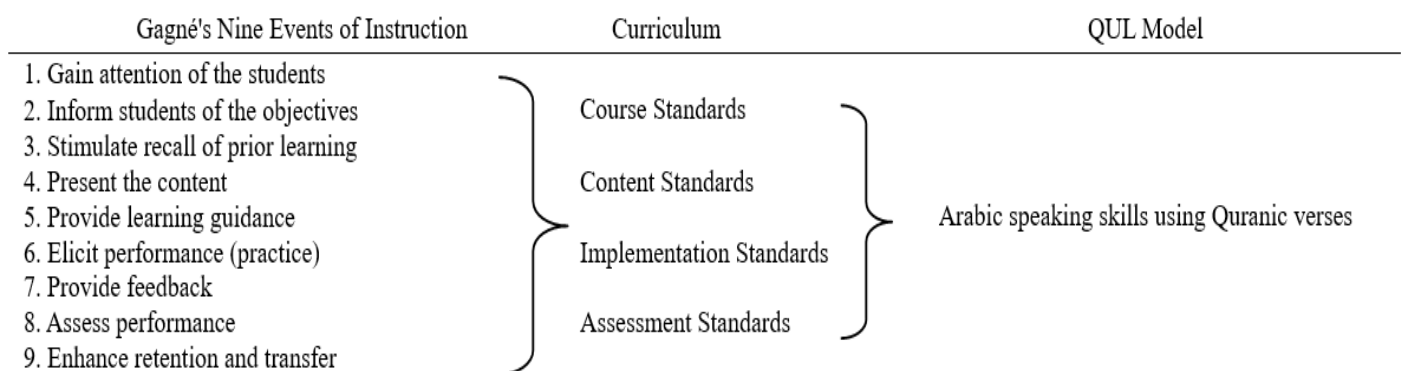 Gagné's Nine Events of Instruction Curriculum QUL Model
1. Gain attention of the students
2. Inform students of the objectives
3. Stimulate recall of prior learning
4. Present the content
5. Provide learning guidance
6. Elicit performance (practice)
7. Provide feedback
8. Assess performance
9. Enhance retention and transfer
Course Standards
Content Standards
Implementation Standards
Assessment Standards
Arabic speaking skills using Quranic verses